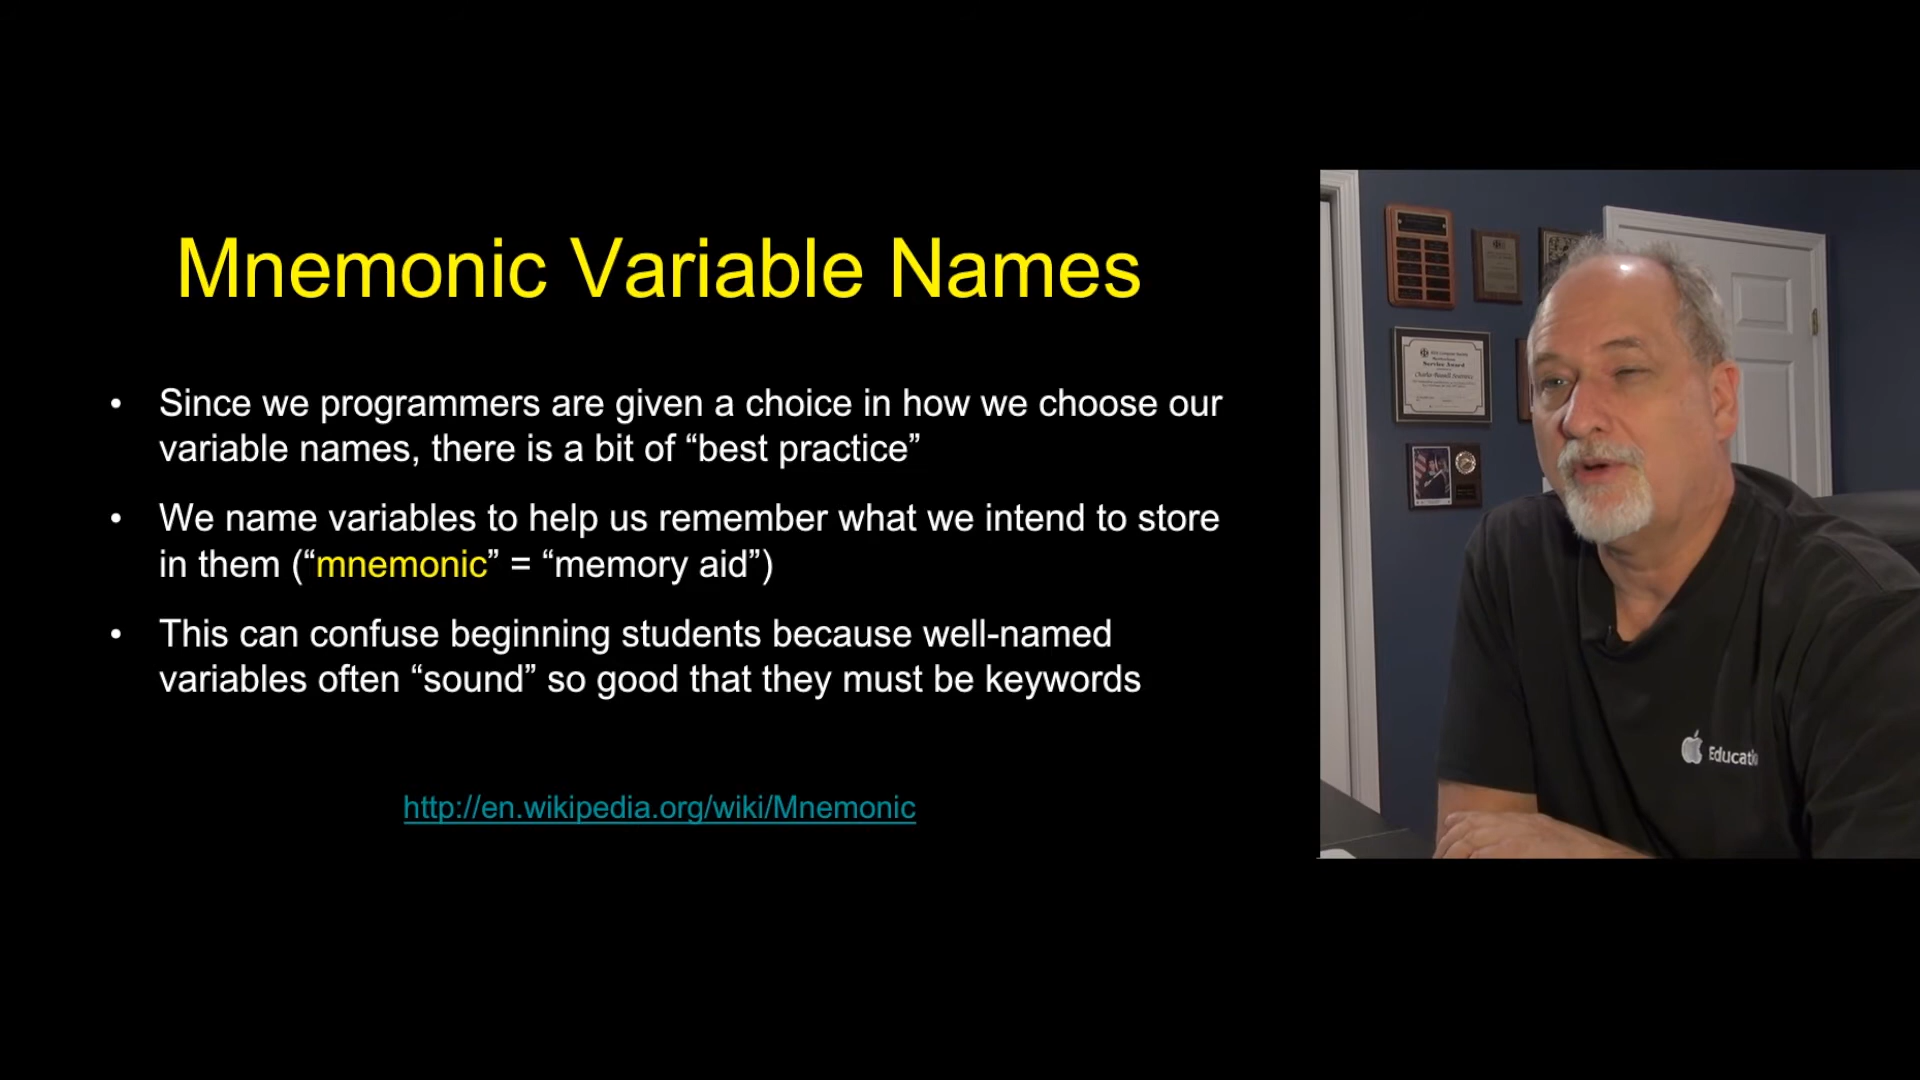 Mnemonic Variable Names
• Since we programmers are given a choice in how we choose our
variable names, there is a bit of “best practice”
• We name variables to help us remember what we intend to store
in them (“mnemonic” = “memory aid”)
• This can confuse beginning students because well-named
variables often “sound” so good that they must be keywords
http://en.wikipedia.org/wiki/Mnemonic
Service Award
Educatio